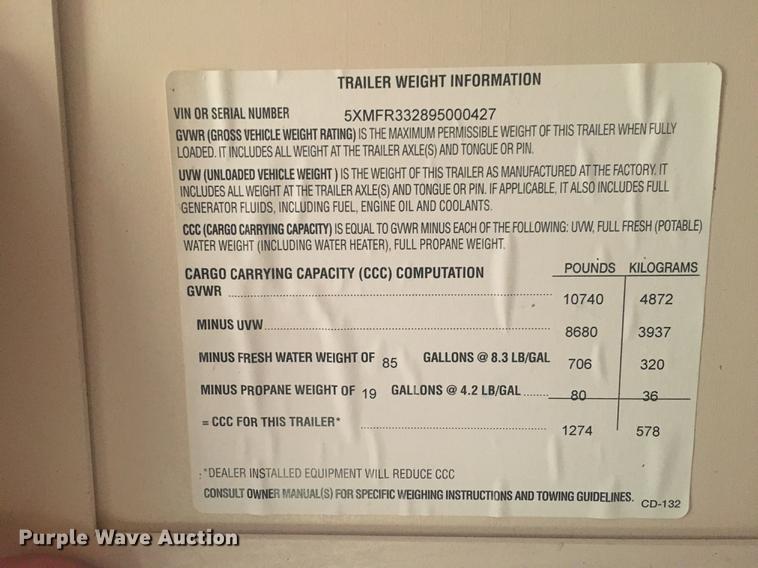 TRAILER WEIGHT INFORMATION
VIN OR SERIAL NUMBER 5XMFR332895000427
GVWR (GROSS VEHICLE WEIGHT RATING) IS THE MAXIMUM PERMISSIBLE WEIGHT OF THIS TRAILER WHEN FULLY
LOADED. IT INCLUDES ALL WEIGHT AT THE TRAILER AXLE(S) AND TONGUE OR PIN.
UVW (UNLOADED VEHICLE WEIGHT ) IS THE WEIGHT OF THIS TRAILER AS MANUFACTURED AT THE FACTORY. IT
INCLUDES ALL WEIGHT AT THE TRAILER AXLE(S) AND TONGUE OR PIN. IF APPLICABLE, IT ALSO INCLUDES FULL
GENERATOR FLUIDS, INCLUDING FUEL, ENGINE OIL AND COOLANTS.
CCC (CARGO CARRYING CAPACITY) IS EQUAL TO GVWR MINUS EACH OF THE FOLLOWING: UVW, FULL FRESH (POTABLE)
WATER WEIGHT (INCLUDING WATER HEATER), FULL PROPANE WEIGHT.
CARGO CARRYING CAPACITY (CCC) COMPUTATION POUNDS KILOGRAMS
GVWR 10740 4872
MINUS UVW 8680 3937
MINUS FRESH WATER WEIGHT OF 85 GALLONS @ 8.3 LB/GAL 706 320
MINUS PROPANE WEIGHT OF 19 GALLONS @ 4.2 LB/GAL 80 36
= CCC FOR THIS TRAILER* 1274 578
*DEALER INSTALLED EQUIPMENT WILL REDUCE CCC
CONSULT OWNER MANUAL(S) FOR SPECIFIC WEIGHING INSTRUCTIONS AND TOWING GUIDELINES. CD-132
Purple Wave Auction